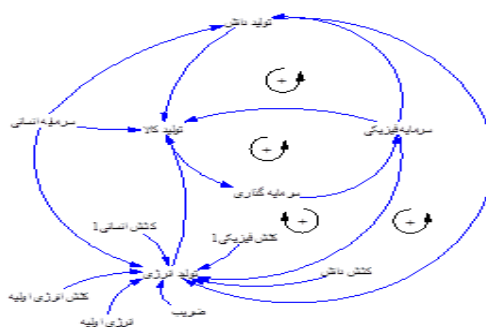 تولید دانش
سرمایه انسانی
تولید کالا
سرمایه فیزیکی
سرمایه گذاری
کشش انسانی1
کشش فیزیکی1
تولید انرژی
کشش دانش
کشش انرژی اولیه
انرژی اولیه
ضریب
+
+
+
+